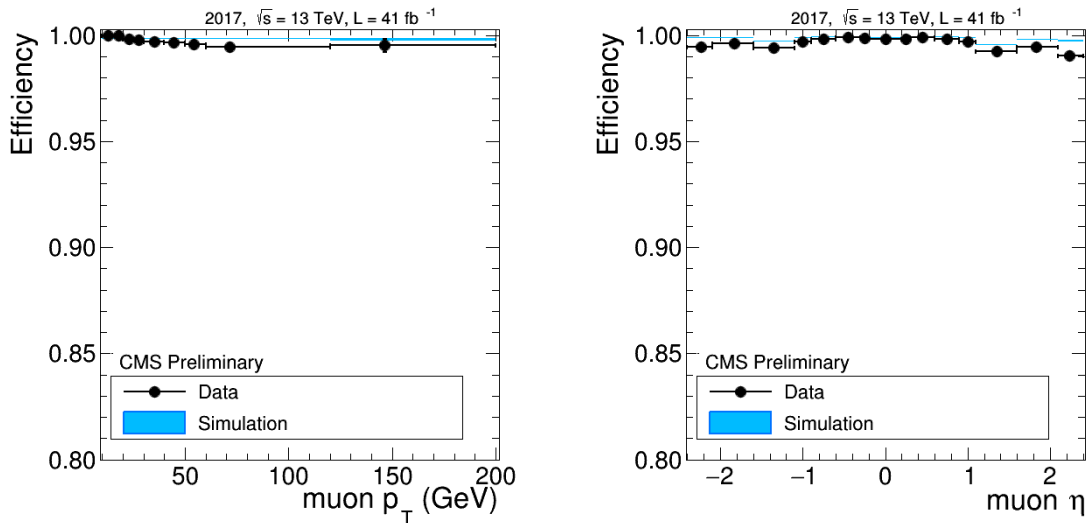 2017, √s = 13 TeV, L = 41 fb⁻¹
Efficiency
1.00
0.95
0.90
0.85
0.80
CMS Preliminary
Data
Simulation
50 100 150 200
muon p_T (GeV)
2017, √s = 13 TeV, L = 41 fb⁻¹
Efficiency
1.00
0.95
0.90
0.85
0.80
CMS Preliminary
Data
Simulation
−2 −1 0 1 2
muon η